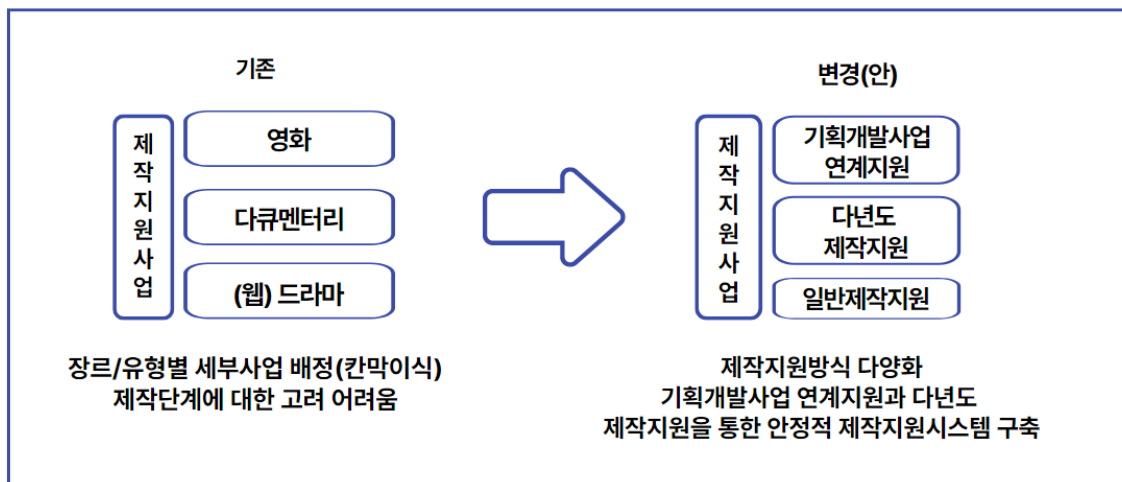 기존
제작지원사업
영화
다큐멘터리
(웹) 드라마
장르/유형별 세부사업 배정(칸막이식)
제작단계에 대한 고려 어려움
변경(안)
제작지원사업
기획개발사업
연계지원
다년도
제작지원
일반제작지원
제작지원방식 다양화
기획개발사업 연계지원과 다년도
제작지원을 통한 안정적 제작지원시스템 구축